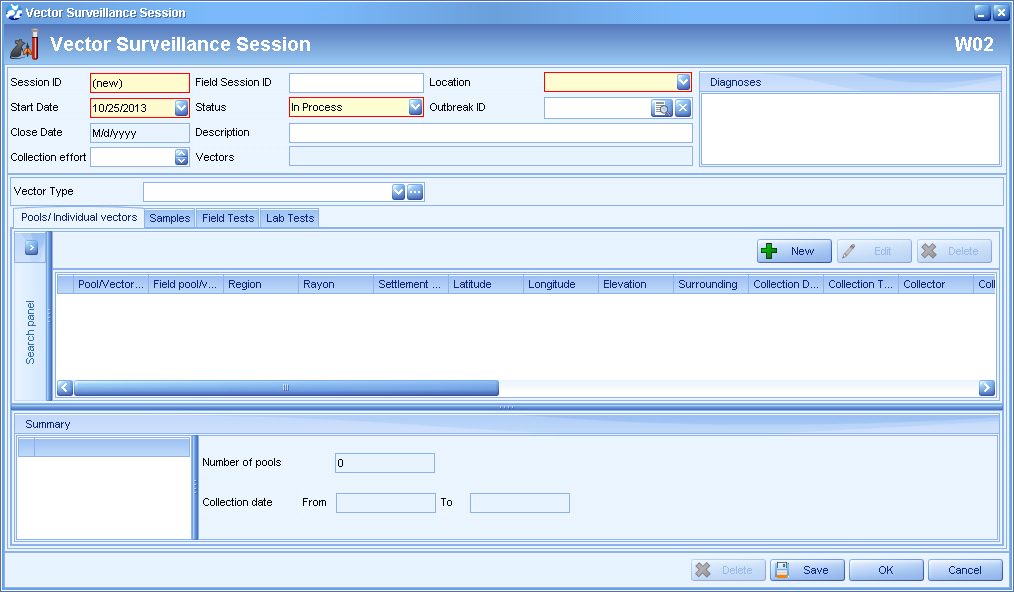 Vector Surveillance Session
Vector Surveillance Session W02
Session ID (new) Field Session ID Location Diagnoses
Start Date 10/25/2013 Status In Process Outbreak ID
Close Date M/d/yyyy Description
Collection effort Vectors
Vector Type
Pools/Individual vectors Samples Field Tests Lab Tests
New Edit Delete
Search panel
Pool/Vector... Field pool/v... Region Rayon Settlement ... Latitude Longitude Elevation Surrounding Collection D... Collection T... Collector Coll
Summary
Number of pools 0
Collection date From To
Delete Save OK Cancel